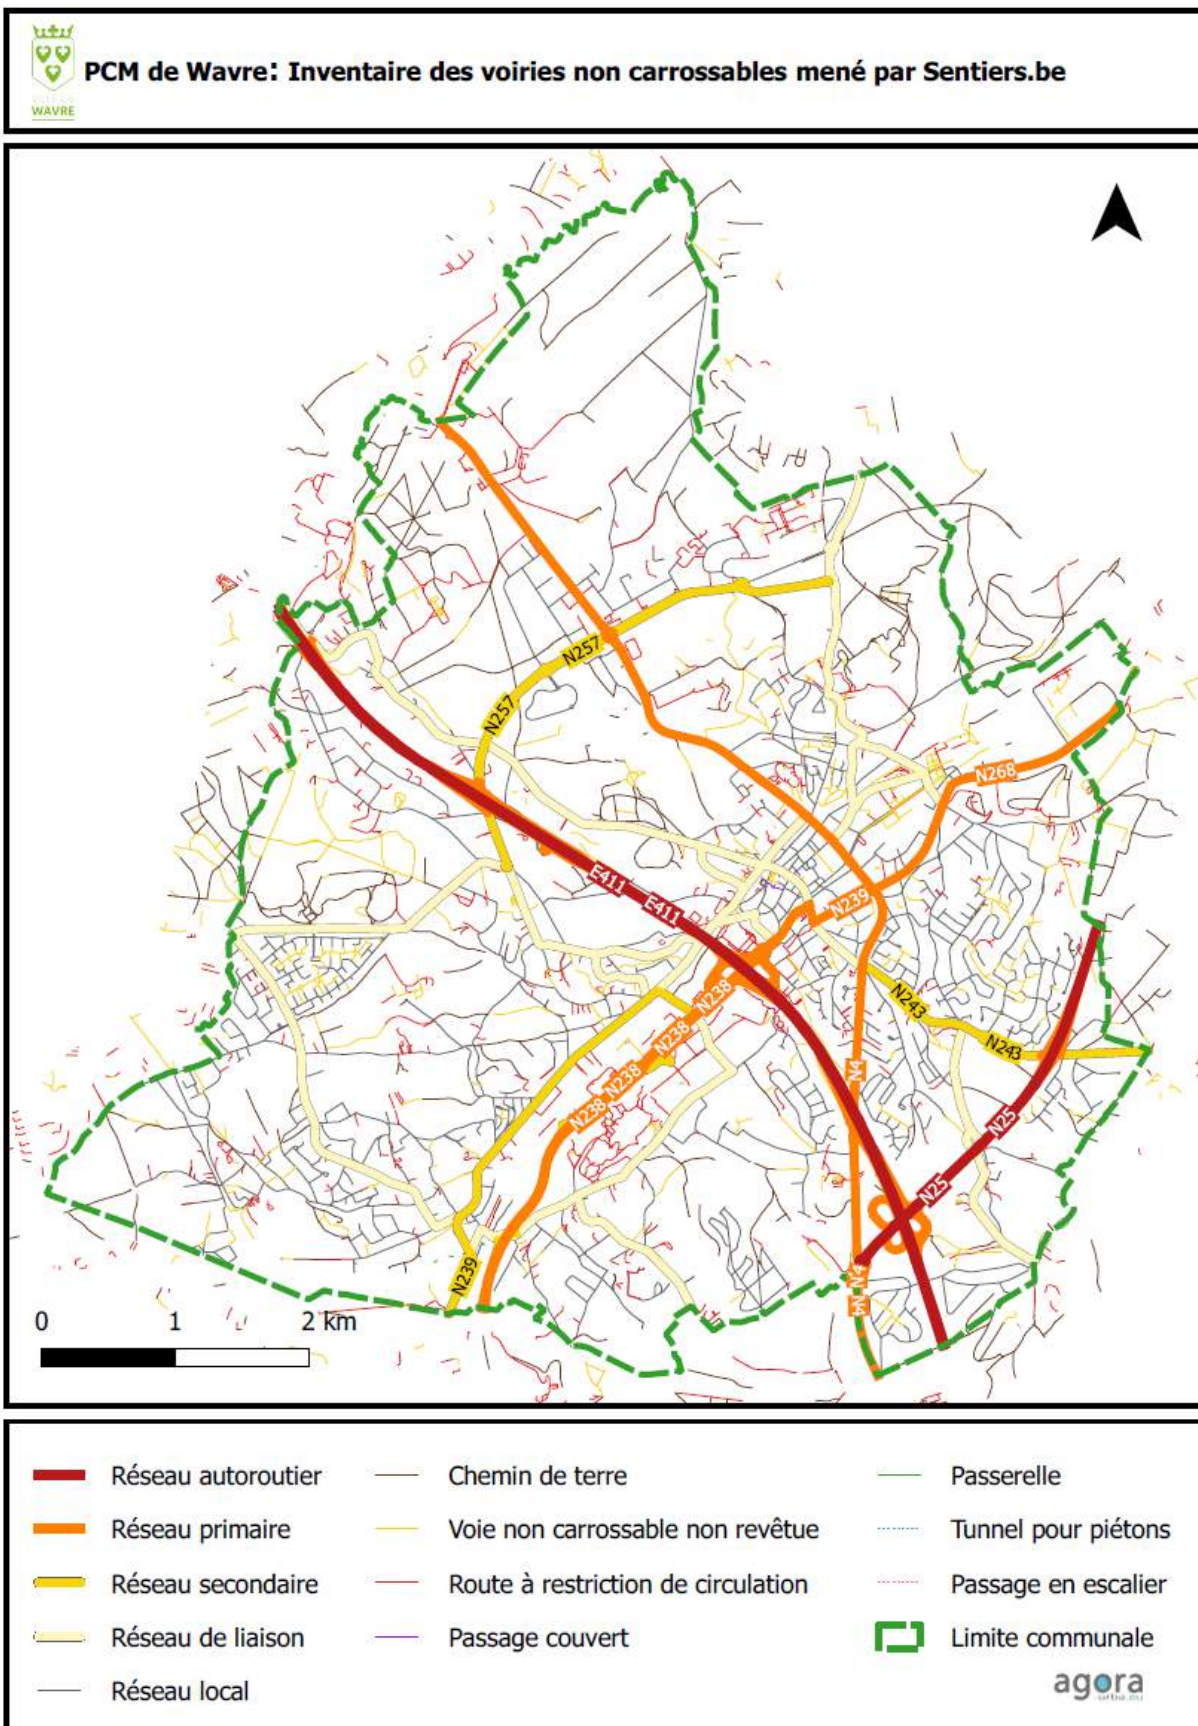 WAVRE
PCM de Wavre: Inventaire des voiries non carrossables mené par Sentiers.be
N257
N257
N268
E411
E411
N239
N238
N238
N238
N238
N243
N243
N4
N25
N25
N4
N4
N239
0 1 2 km
Réseau autoroutier
Chemin de terre
Passerelle
Réseau primaire
Voie non carrossable non revêtue
Tunnel pour piétons
Réseau secondaire
Route à restriction de circulation
Passage en escalier
Réseau de liaison
Passage couvert
Limite communale
Réseau local
agora